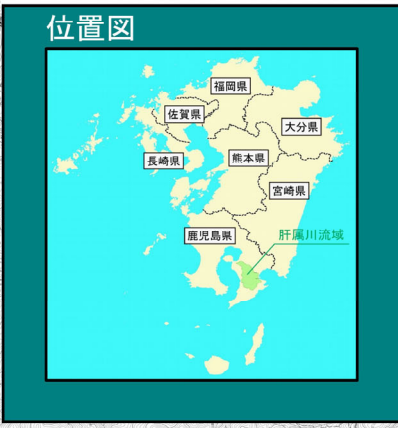 位置図
福岡県
佐賀県
大分県
長崎県
熊本県
宮崎県
鹿児島県
肝属川流域